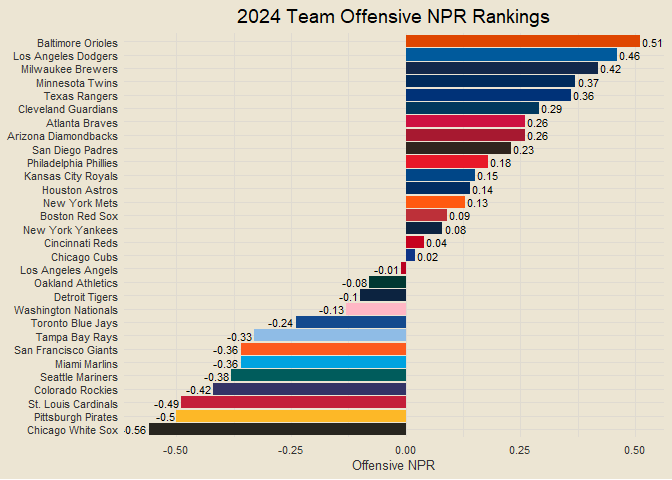 2024 Team Offensive NPR Rankings
Baltimore Orioles 0.51
Los Angeles Dodgers 0.46
Milwaukee Brewers 0.42
Minnesota Twins 0.37
Texas Rangers 0.36
Cleveland Guardians 0.29
Atlanta Braves 0.26
Arizona Diamondbacks 0.26
San Diego Padres 0.23
Philadelphia Phillies 0.18
Kansas City Royals 0.15
Houston Astros 0.14
New York Mets 0.13
Boston Red Sox 0.09
New York Yankees 0.08
Cincinnati Reds 0.04
Chicago Cubs 0.02
Los Angeles Angels -0.01
Oakland Athletics -0.08
Detroit Tigers -0.1
Washington Nationals -0.13
Toronto Blue Jays -0.24
Tampa Bay Rays -0.33
San Francisco Giants -0.36
Miami Marlins -0.36
Seattle Mariners -0.38
Colorado Rockies -0.42
St. Louis Cardinals -0.49
Pittsburgh Pirates -0.5
Chicago White Sox -0.56
-0.50 -0.25 0.00 0.25 0.50
Offensive NPR